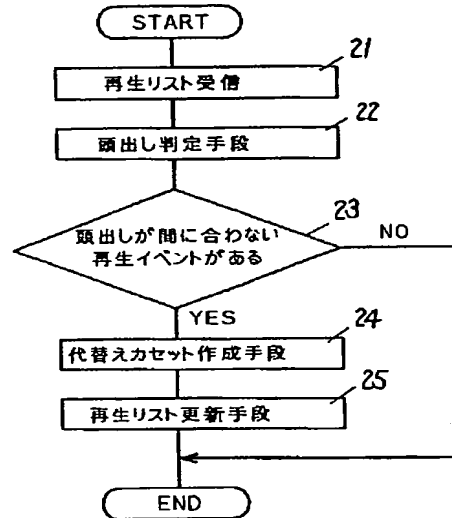 START
21
再生リスト受信
22
頭出し判定手段
23
頭出しが間に合わない
再生イベントがある
NO
YES
24
代替えカセット作成手段
25
再生リスト更新手段
END